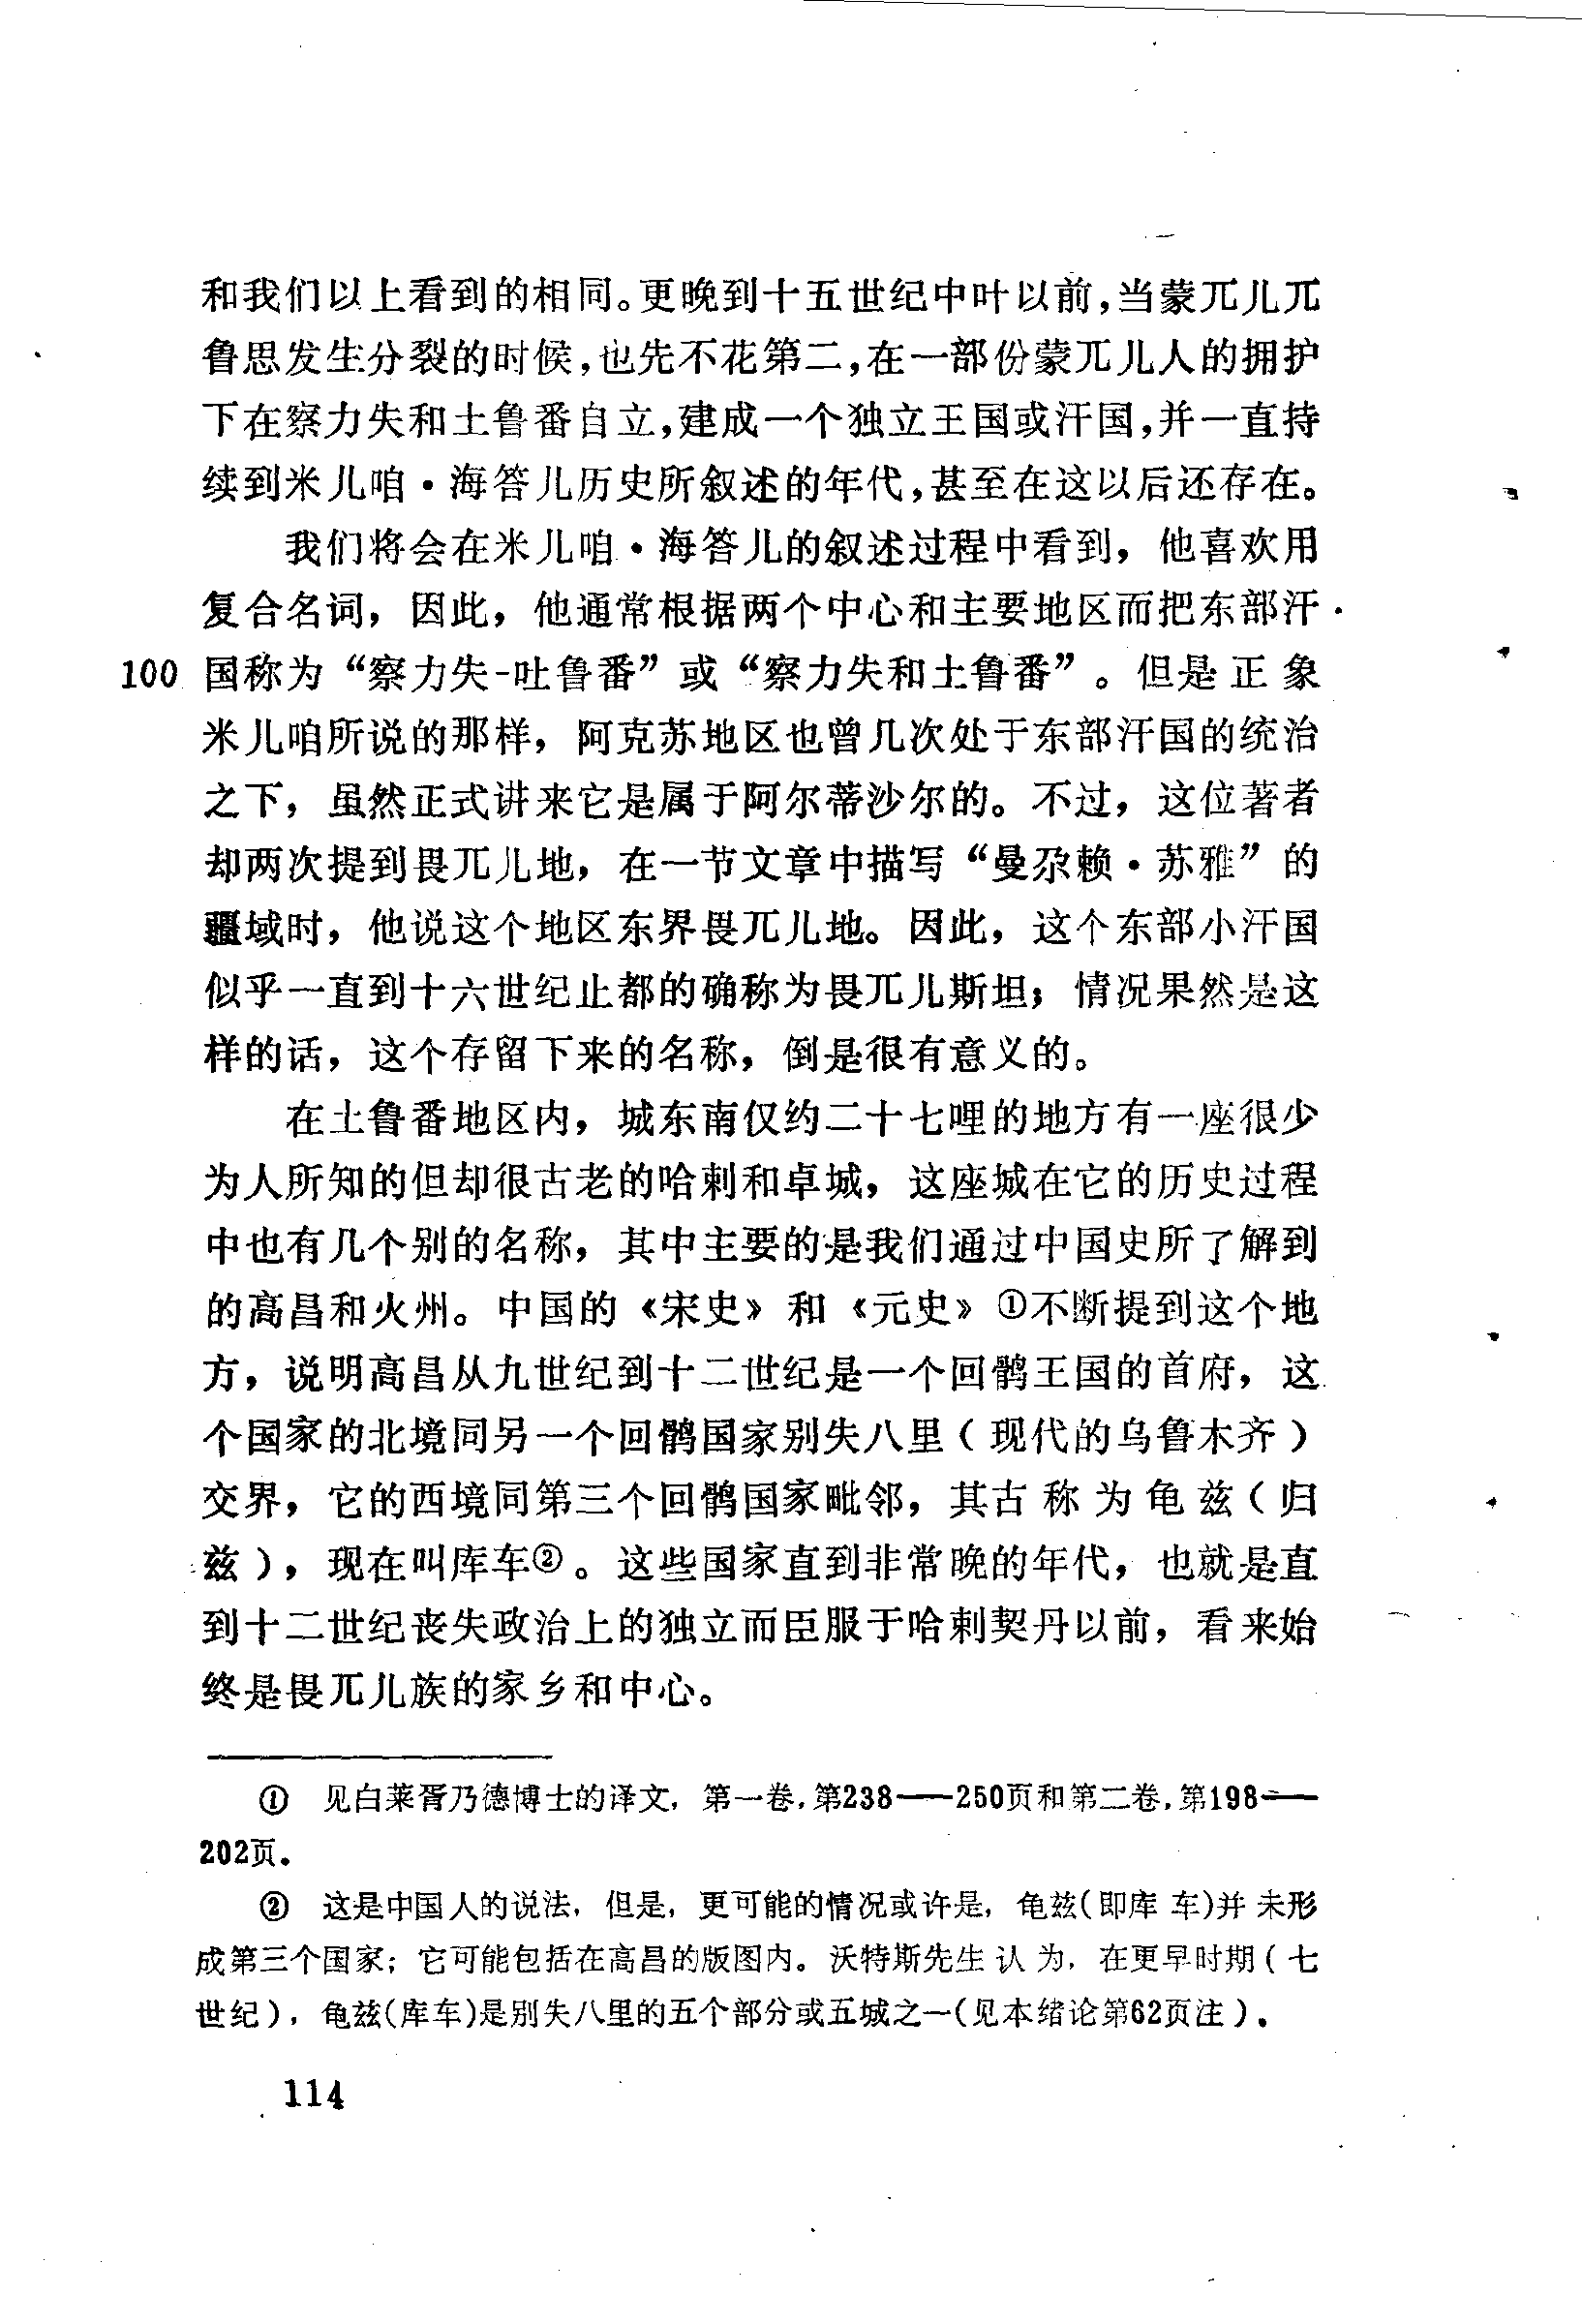 和我们以上看到的相同。更晚到十五世纪中叶以前，当蒙兀儿兀
鲁思发生分裂的时候，也先不花第二，在一部份蒙兀儿人的拥护
下在察力失和土鲁番自立，建成一个独立王国或汗国，并一直持
续到米儿咱·海答儿历史所叙述的年代，甚至在这以后还存在。
我们将会在米儿咱·海答儿的叙述过程中看到，他喜欢用
复合名词，因此，他通常根据两个中心和主要地区而把东部汗
100 国称为“察力失-吐鲁番”或“察力失和土鲁番”。但是正象
米儿咱所说的那样，阿克苏地区也曾几次处于东部汗国的统治
之下，虽然正式讲来它是属于阿尔蒂沙尔的。不过，这位著者
却两次提到畏兀儿地，在一节文章中描写“曼尕赖·苏雅”的
疆域时，他说这个地区东界畏兀儿地。因此，这个东部小汗国
似乎一直到十六世纪止都的确称为畏兀儿斯坦；情况果然是这
样的话，这个存留下来的名称，倒是很有意义的。
在土鲁番地区内，城东南仅约二十七哩的地方有一座很少
为人所知的但却很古老的哈剌和卓城，这座城在它的历史过程
中也有几个别的名称，其中主要的是我们通过中国史所了解到
的高昌和火州。中国的《宋史》和《元史》①不断提到这个地
方，说明高昌从九世纪到十二世纪是一个回鹘王国的首府，这
个国家的北境同另一个回鹘国家别失八里（现代的乌鲁木齐）
交界，它的西境同第三个回鹘国家毗邻，其古称为龟兹（归
兹），现在叫库车②。这些国家直到非常晚的年代，也就是直
到十二世纪丧失政治上的独立而臣服于哈剌契丹以前，看来始
终是畏兀儿族的家乡和中心。
① 见白莱胥乃德博士的译文，第一卷，第238——250页和第二卷，第198——
202页。
② 这是中国人的说法，但是，更可能的情况或许是，龟兹（即库车）并未形
成第三个国家；它可能包括在高昌的版图内。沃特斯先生认为，在更早时期（七
世纪），龟兹（库车）是别失八里的五个部分或五城之一（见本绪论第62页注）。
114